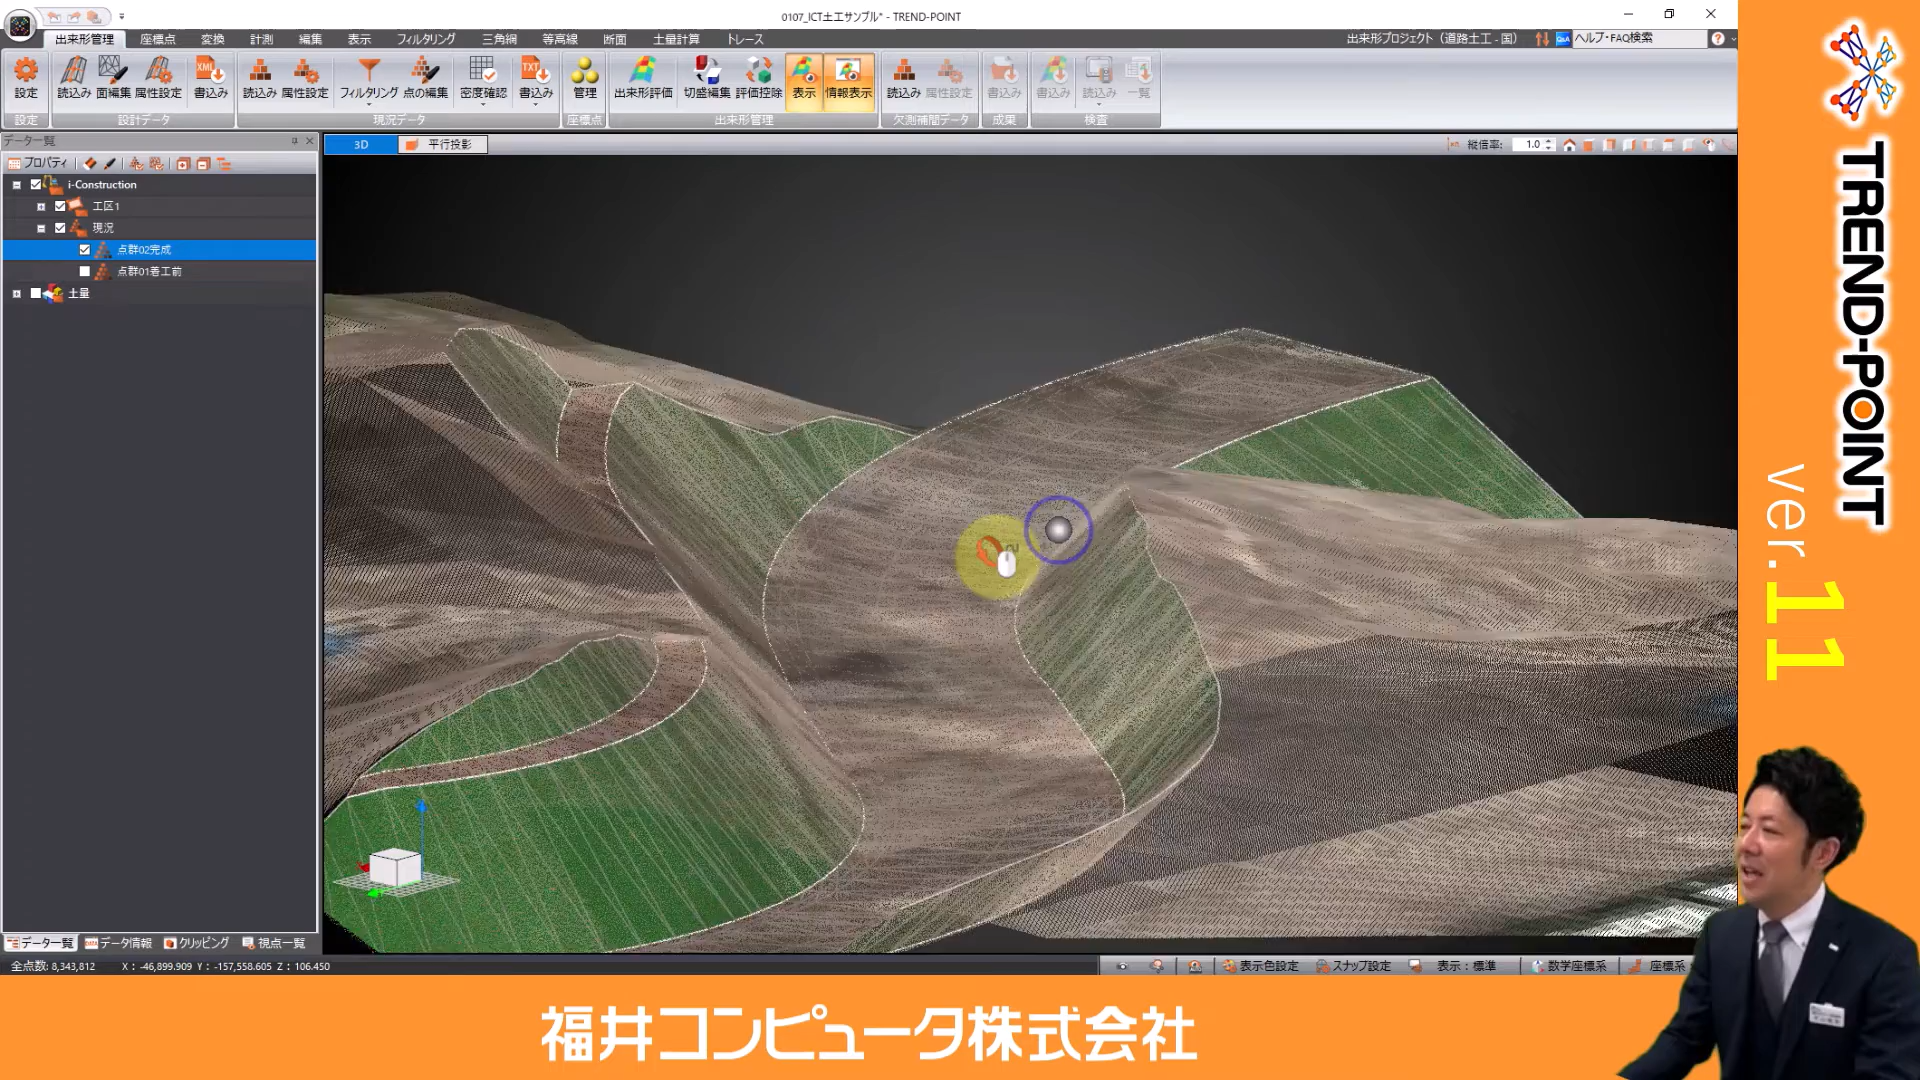 0107_ICT土工サンプル* - TREND-POINT
出来形管理 座標点 変換 計測 編集 表示 フィルタリング 三角網 等高線 断面 土量計算 トレース 出来形プロジェクト（道路土工 - 国） Q&A ヘルプ・FAQ検索
設定 読込み 面編集 属性設定 書込み 読込み 属性設定 フィルタリング 点の編集 密度確認 書込み 管理 出来形評価 切盛編集 評価控除 表示 情報表示 読込み 属性設定 書込み 書込み 読込み 一覧
設定 設計データ 現況データ 座標点 出来形管理 欠測補間データ 成果 検査
データ一覧 3D 平行投影 縦倍率: 1.0
プロパティ
i-Construction
工区1
現況
点群02完成
点群01着工前
土量
データ一覧 データ情報 クリッピング 視点一覧
全点数: 8,343,812 X : -46,899.909 Y : -157,558.605 Z : 106.450 表示色設定 スナップ設定 表示 : 標準 数学座標系 座標系
TREND-POINT
ver.11
福井コンピュータ株式会社